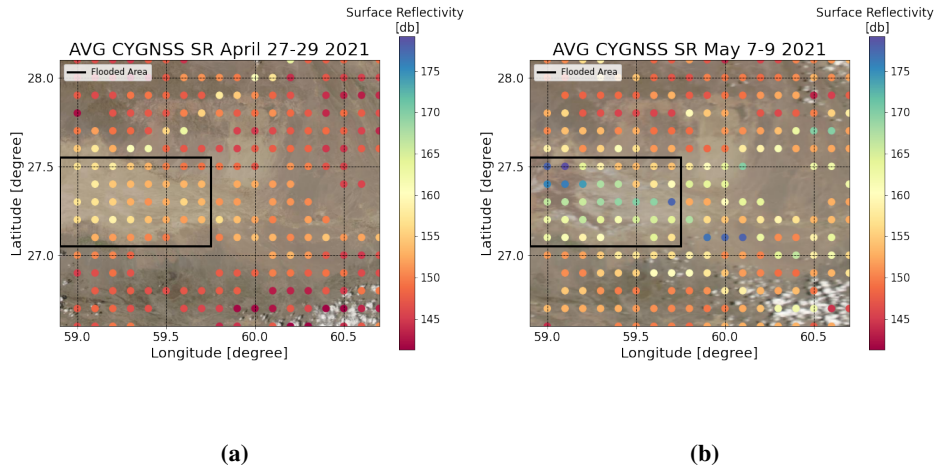 Surface Reflectivity
[db]
AVG CYGNSS SR April 27-29 2021
Flooded Area
28.0
27.5
27.0
Latitude [degree]
59.0
59.5
60.0
60.5
Longitude [degree]
175
170
165
160
155
150
145
(a)
Surface Reflectivity
[db]
AVG CYGNSS SR May 7-9 2021
Flooded Area
28.0
27.5
27.0
Latitude [degree]
59.0
59.5
60.0
60.5
Longitude [degree]
175
170
165
160
155
150
145
(b)